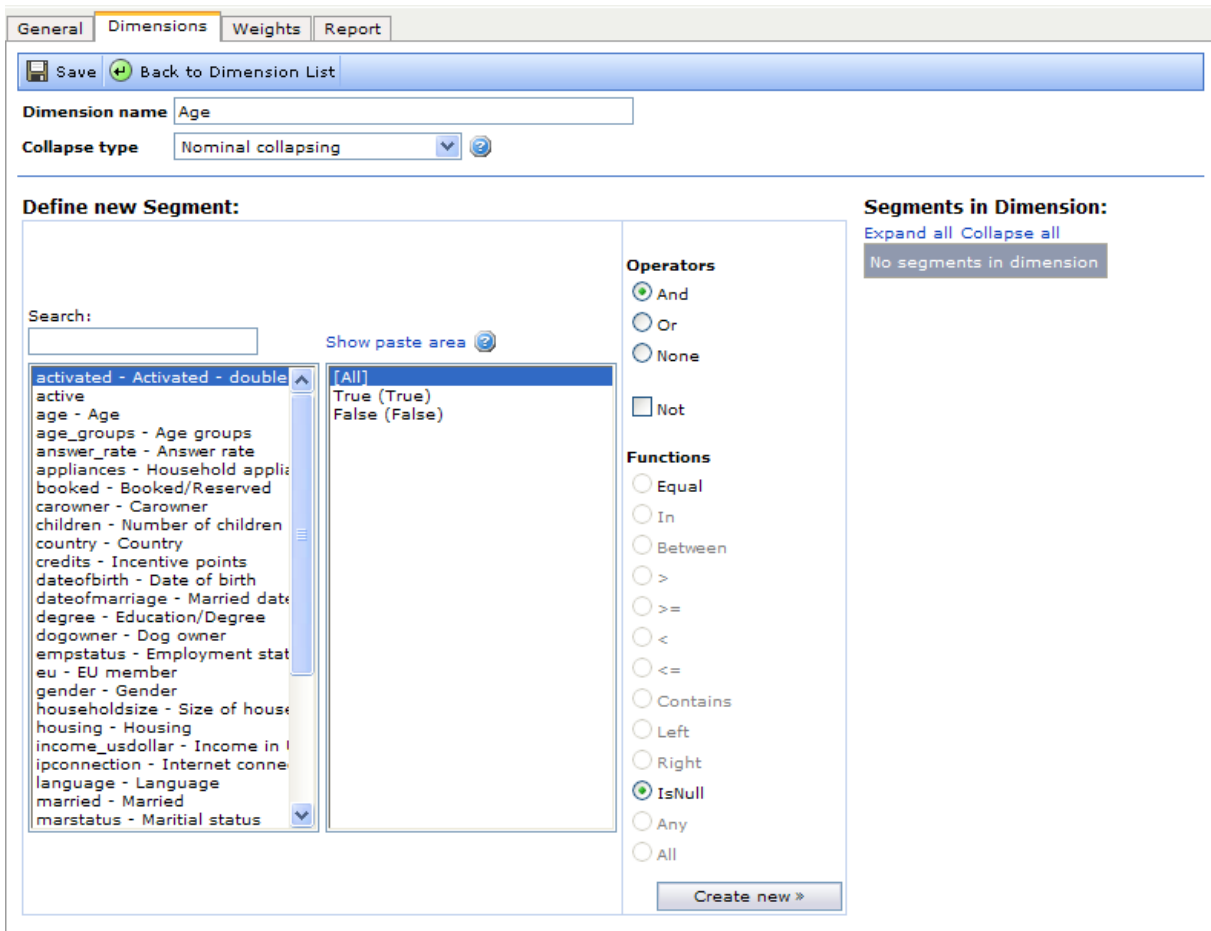 General Dimensions Weights Report
Save Back to Dimension List
Dimension name Age
Collapse type Nominal collapsing
Define new Segment:
Search:
Show paste area
activated - Activated - double
active
age - Age
age_groups - Age groups
answer_rate - Answer rate
appliances - Household applia
booked - Booked/Reserved
carowner - Carowner
children - Number of children
country - Country
credits - Incentive points
dateofbirth - Date of birth
dateofmarriage - Married date
degree - Education/Degree
dogowner - Dog owner
empstatus - Employment stat
eu - EU member
gender - Gender
householdsize - Size of house
housing - Housing
income_usdollar - Income in
ipconnection - Internet conne
language - Language
married - Married
marstatus - Maritial status
[All]
True (True)
False (False)
Operators
And
Or
None
Not
Functions
Equal
In
Between
>
>=
<
<=
Contains
Left
Right
IsNull
Any
All
Create new »
Segments in Dimension:
Expand all Collapse all
No segments in dimension